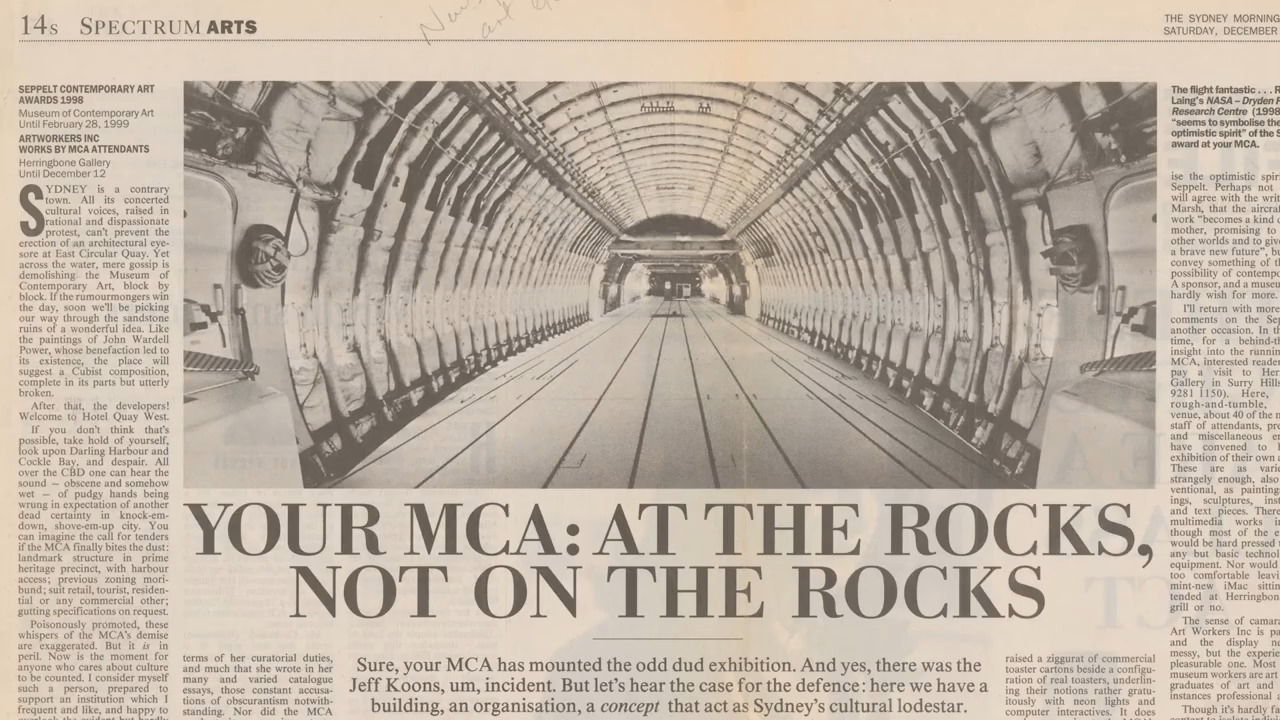 14s SPECTRUM ARTS
THE SYDNEY MORNING
SATURDAY, DECEMBER
SEPPELT CONTEMPORARY ART
AWARDS 1998
Museum of Contemporary Art
Until February 28, 1999
ARTWORKERS INC
WORKS BY MCA ATTENDANTS
Herringbone Gallery
Until December 12
SYDNEY is a contrary
town. All its concerted
cultural voices, raised in
rational and dispassionate
protest, can't prevent the
erection of an architectural eye-
sore at East Circular Quay. Yet
across the water, mere gossip is
demolishing the Museum of
Contemporary Art, block by
block. If the rumourmongers win
the day, soon we'll be picking
our way through the sandstone
ruins of a wonderful idea. Like
the paintings of John Wardell
Power, whose benefaction led to
its existence, the place will
suggest a Cubist composition,
complete in its parts but utterly
broken.
After that, the developers!
Welcome to Hotel Quay West.
If you don't think that's
possible, take hold of yourself,
look upon Darling Harbour and
Cockle Bay, and despair. All
over the CBD one can hear the
sound — obscene and somehow
wet — of pudgy hands being
wrung in expectation of another
dead certainty in knock-em-
down, shove-em-up city. You
can imagine the call for tenders
if the MCA finally bites the dust:
landmark structure in prime
heritage precinct, with harbour
access; previous zoning mori-
bund; suit retail, tourist, residen-
tial or any commercial other;
gutting specifications on request.
Poisonously promoted, these
whispers of the MCA's demise
are exaggerated. But it is in
peril. Now is the moment for
anyone who cares about culture
to be counted. I consider myself
such a person, prepared to
support an institution which I
frequent and like, and happy to
YOUR MCA: AT THE ROCKS,
NOT ON THE ROCKS
Sure, your MCA has mounted the odd dud exhibition. And yes, there was the
Jeff Koons, um, incident. But let's hear the case for the defence: here we have a
building, an organisation, a concept that act as Sydney's cultural lodestar.
terms of her curatorial duties,
and much that she wrote in her
many and varied catalogue
essays, those constant accusa-
tions of obscurantism notwith-
standing. Nor did the MCA
raised a ziggurat of commercial
toaster cartons beside a configu-
ration of real toasters, underlin-
ing their notions rather gratu-
itously with neon lights and
computer interactives. It does
The flight fantastic . . . R
Laing's NASA – Dryden F
Research Centre (1998
"seems to symbolise the
optimistic spirit" of the S
award at your MCA.
ise the optimistic spir
Seppelt. Perhaps not
will agree with the writ
Marsh, that the aircraf
work "becomes a kind o
mother, promising to
other worlds and to giv
a brave new future", bu
convey something of th
possibility of contempo
A sponsor, and a museu
hardly wish for more.
I'll return with more
comments on the Sep
another occasion. In th
time, for a behind-th
insight into the runnin
MCA, interested reade
pay a visit to Her
Gallery in Surry Hills
9281 1150). Here,
rough-and-tumble,
venue, about 40 of the m
staff of attendants, pre
and miscellaneous e
have convened to
exhibition of their own a
These are as vari
strangely enough, also
ventional, as painting
ings, sculptures, inst
and text pieces. There
multimedia works i
though most of the e
would be hard pressed t
any but basic technol
equipment. Nor would
too comfortable leav
mint-new iMac sittin
tended at Herringbon
grill or no.
The sense of camara
Art Workers Inc is pa
and the display ne
messy, but the experie
pleasurable one. Most
museum workers are art
graduates of art and
instances professional
Though it's hardly fa